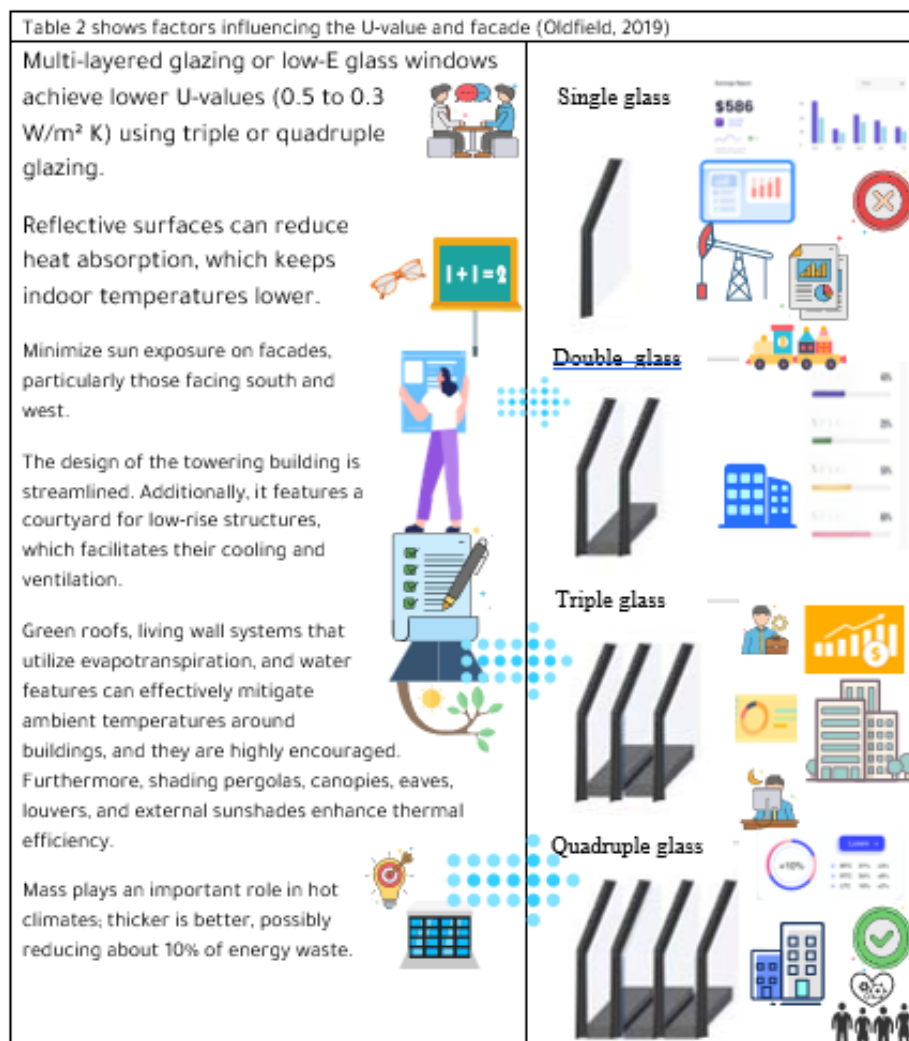 Table 2 shows factors influencing the U-value and facade (Oldfield, 2019)
Multi-layered glazing or low-E glass windows
achieve lower U-values (0.5 to 0.3
W/m² K) using triple or quadruple
glazing.
Reflective surfaces can reduce
heat absorption, which keeps
indoor temperatures lower.
1+1=2
Minimize sun exposure on facades,
particularly those facing south and
west.
The design of the towering building is
streamlined. Additionally, it features a
courtyard for low-rise structures,
which facilitates their cooling and
ventilation.
Green roofs, living wall systems that
utilize evapotranspiration, and water
features can effectively mitigate
ambient temperatures around
buildings, and they are highly encouraged.
Furthermore, shading pergolas, canopies, eaves,
louvers, and external sunshades enhance thermal
efficiency.
Mass plays an important role in hot
climates; thicker is better, possibly
reducing about 10% of energy waste.
Single glass
$586
Double glass
Triple glass
$
Quadruple glass
+10%